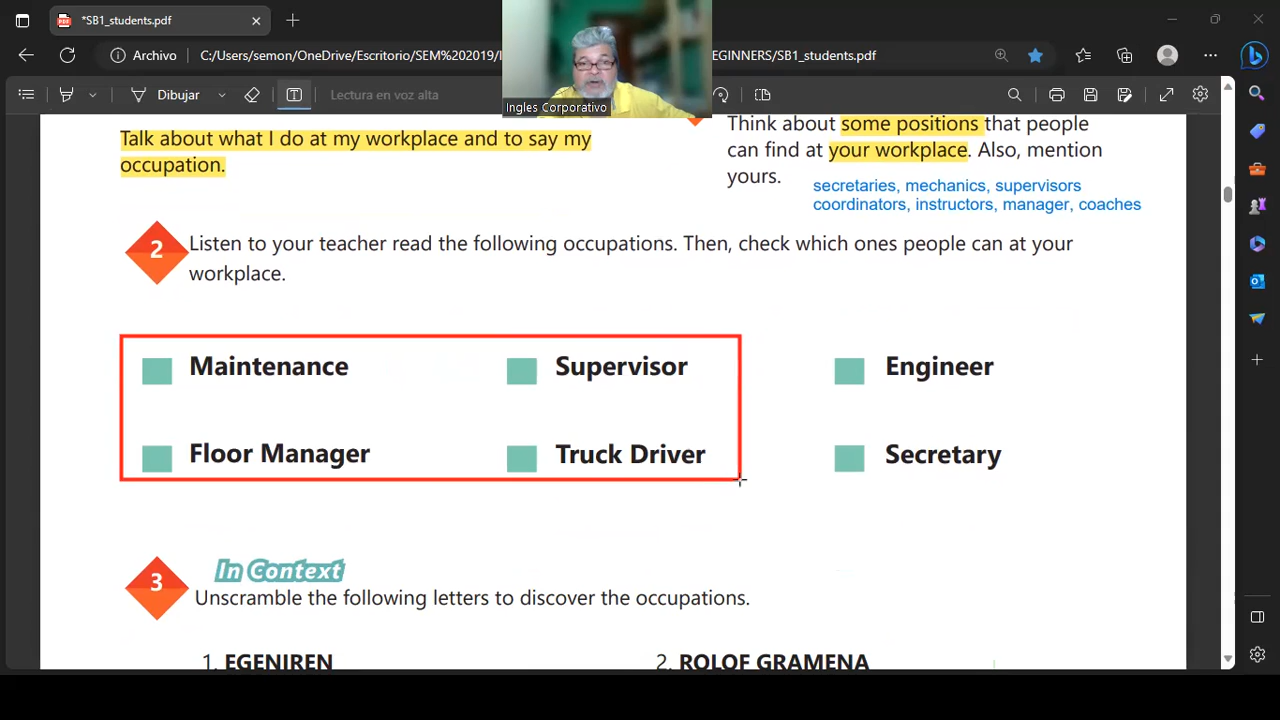 *SB1_students.pdf
Archivo
C:/Users/semon/OneDrive/Escritorio/SEM%202019/I
EGINNERS/SB1_students.pdf
Dibujar
Lectura en voz alta
Ingles Corporativo
Talk about what I do at my workplace and to say my
occupation.
Think about some positions that people
can find at your workplace. Also, mention
yours.
secretaries, mechanics, supervisors
coordinators, instructors, manager, coaches
2
Listen to your teacher read the following occupations. Then, check which ones people can at your
workplace.
Maintenance
Supervisor
Engineer
Floor Manager
Truck Driver
Secretary
In Context
3
Unscramble the following letters to discover the occupations.
1. EGENIREN
2. ROLOF GRAMENA